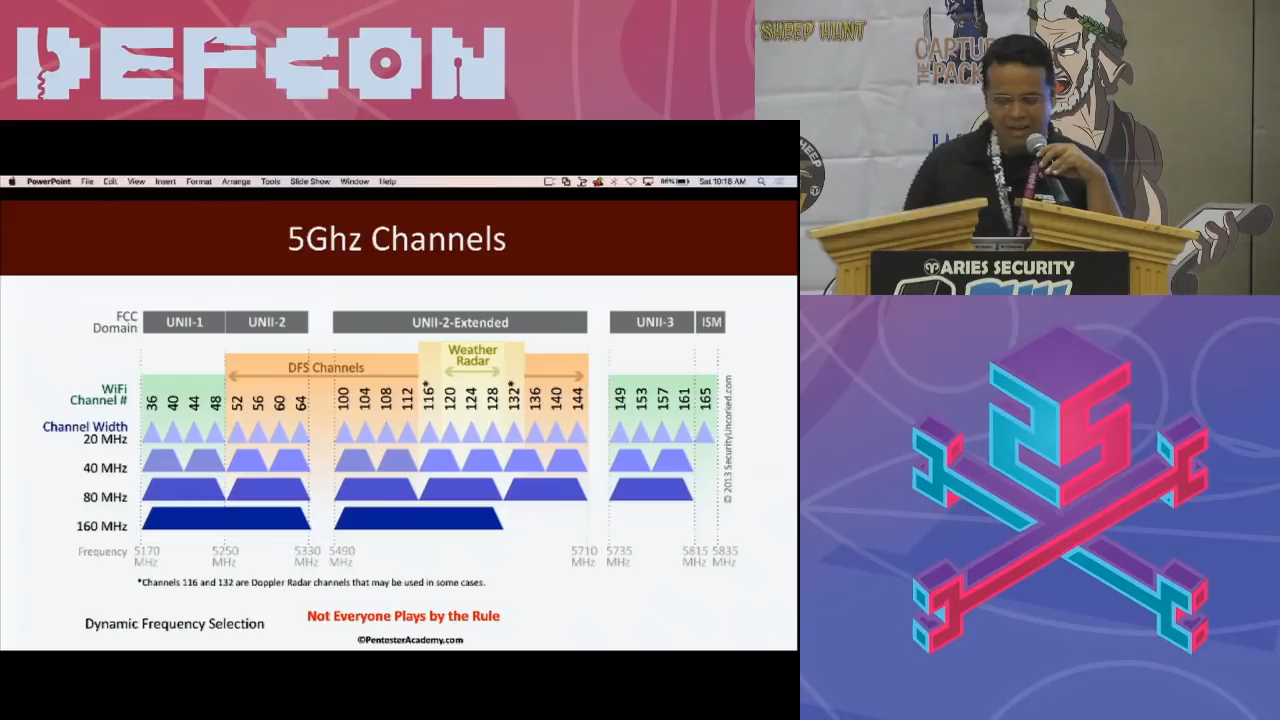 DEFCON
SHEEP HUNT
CAPTU
THE PACK
SHEEP
ARIES SECURITY
PowerPoint File Edit View Insert Format Arrange Tools Slide Show Window Help
Sat 10:18 AM
5Ghz Channels
FCC Domain
UNII-1
UNII-2
UNII-2-Extended
UNII-3
ISM
Weather
Radar
DFS Channels
WiFi
Channel #
36 40 44 48 52 56 60 64 100 104 108 112 116* 120 124 128 132* 136 140 144 149 153 157 161 165
Channel Width
20 MHz
40 MHz
80 MHz
160 MHz
Frequency
5170 MHz
5250 MHz
5330 MHz
5490 MHz
5710 MHz
5735 MHz
5815 MHz
5835 MHz
© 2013 SecurityUncorked.com
*Channels 116 and 132 are Doppler Radar channels that may be used in some cases.
Not Everyone Plays by the Rule
Dynamic Frequency Selection
©PentesterAcademy.com